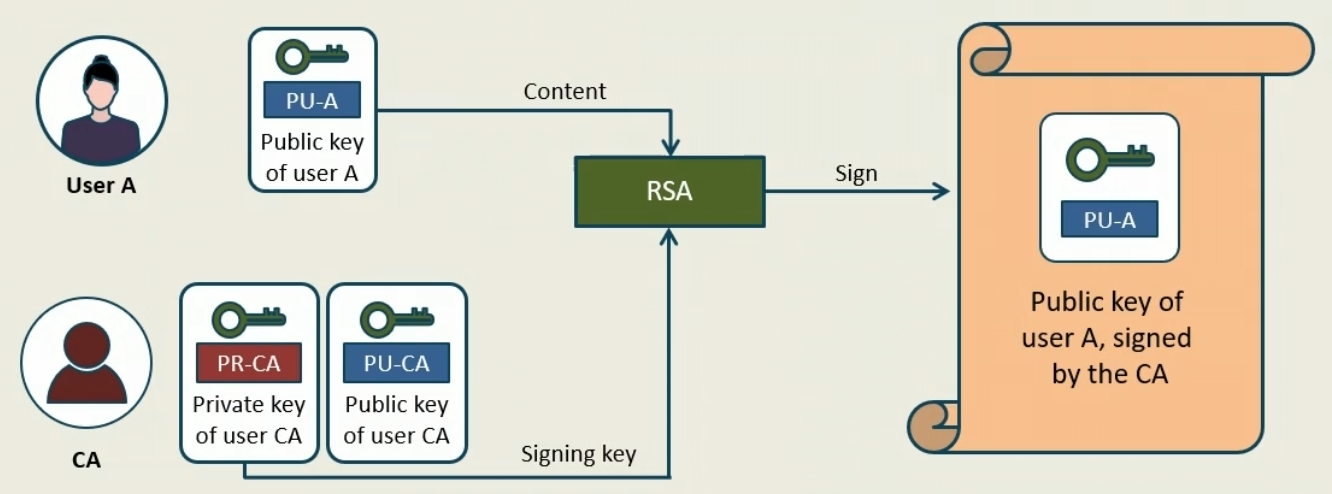 User A
PU-A
Public key
of user A
Content
RSA
Sign
CA
PR-CA
Private key
of user CA
PU-CA
Public key
of user CA
Signing key
PU-A
Public key of
user A, signed
by the CA